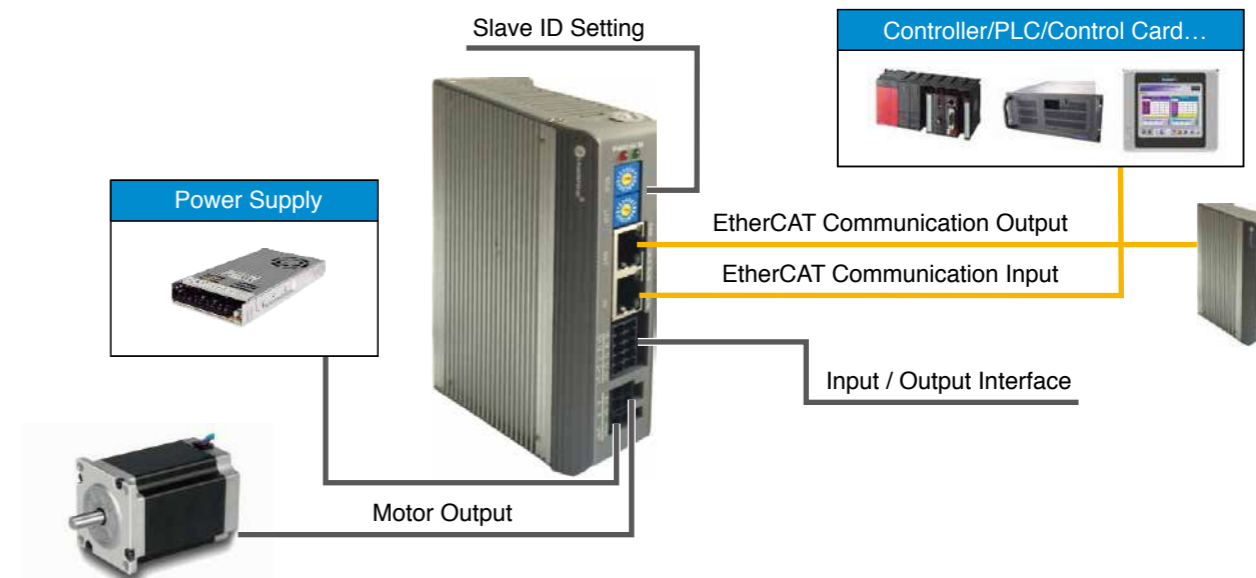 Slave ID Setting
Controller/PLC/Control Card…
Power Supply
EtherCAT Communication Output
EtherCAT Communication Input
Input / Output Interface
Motor Output